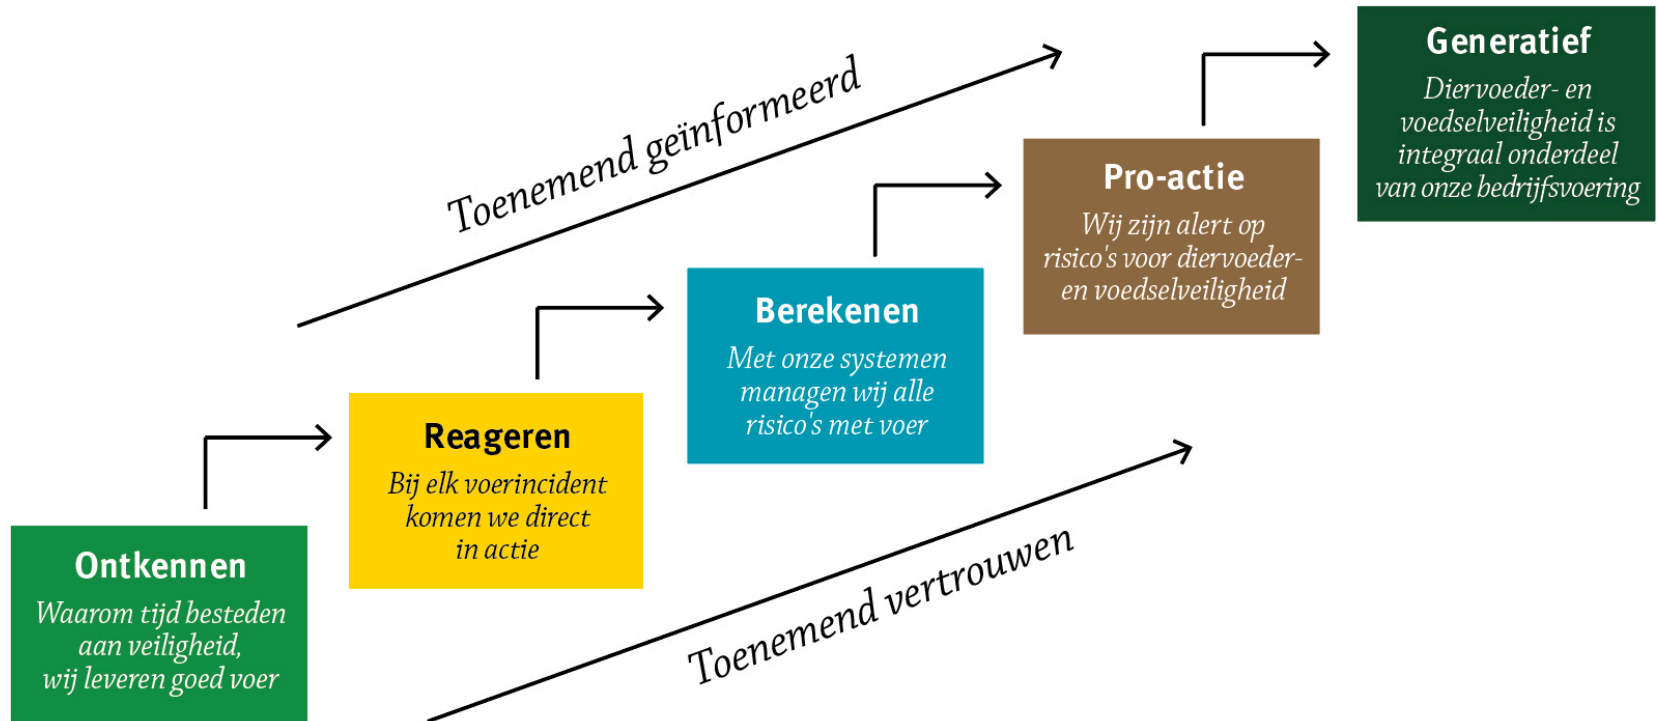 Generatief
Diervoeder- en
voedselveiligheid is
integraal onderdeel
van onze bedrijfsvoering
Toenemend geïnformeerd
Pro-actie
Wij zijn alert op
risico's voor diervoeder-
en voedselveiligheid
Berekenen
Met onze systemen
managen wij alle
risico's met voer
Reageren
Bij elk voerincident
komen we direct
in actie
Toenemend vertrouwen
Ontkennen
Waarom tijd besteden
aan veiligheid,
wij leveren goed voer